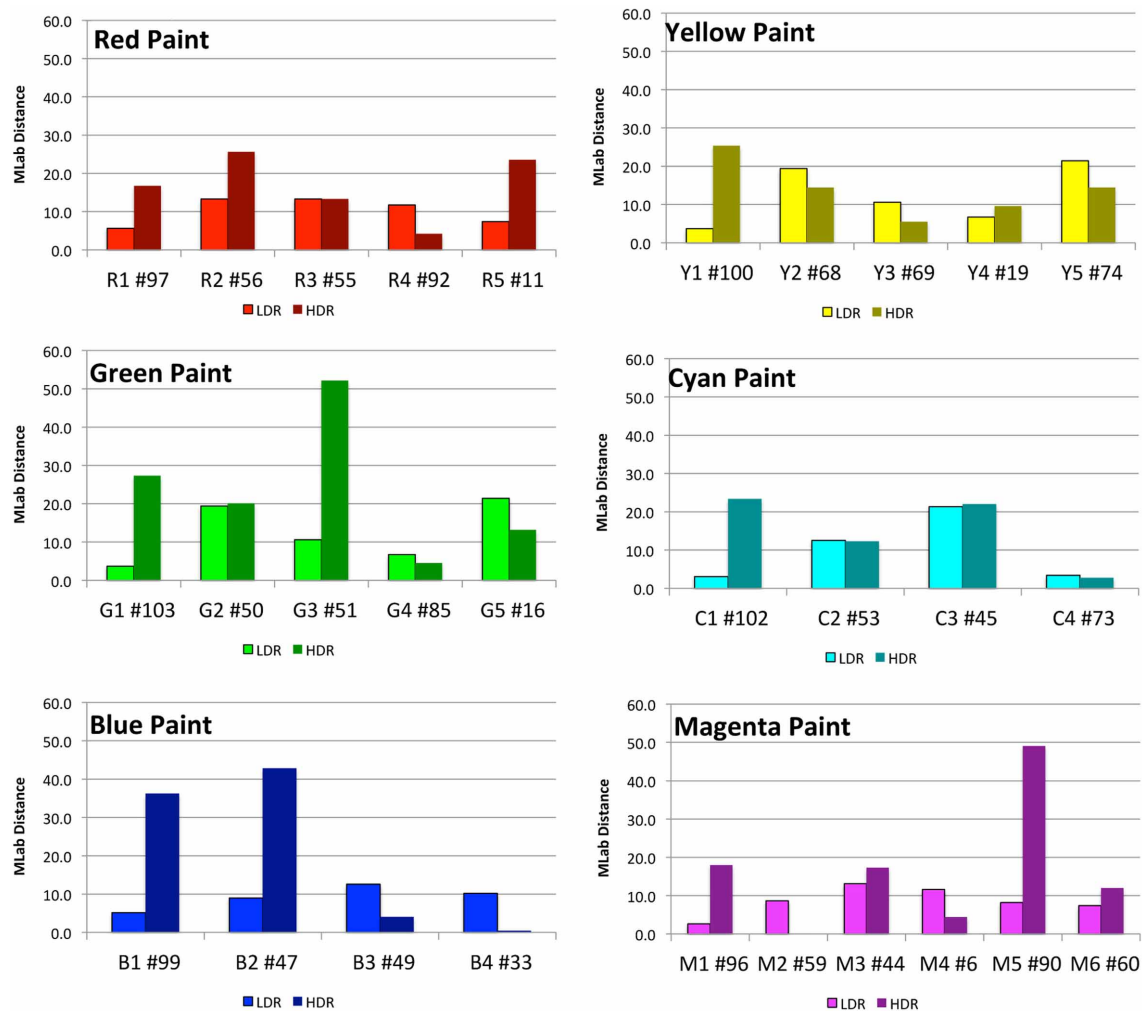 Red Paint
MLab Distance
60.0
50.0
40.0
30.0
20.0
10.0
0.0
R1 #97 R2 #56 R3 #55 R4 #92 R5 #11
LDR HDR
Yellow Paint
MLab Distance
60.0
50.0
40.0
30.0
20.0
10.0
0.0
Y1 #100 Y2 #68 Y3 #69 Y4 #19 Y5 #74
LDR HDR
Green Paint
MLab Distance
60.0
50.0
40.0
30.0
20.0
10.0
0.0
G1 #103 G2 #50 G3 #51 G4 #85 G5 #16
LDR HDR
Cyan Paint
MLab Distance
60.0
50.0
40.0
30.0
20.0
10.0
0.0
C1 #102 C2 #53 C3 #45 C4 #73
LDR HDR
Blue Paint
MLab Distance
60.0
50.0
40.0
30.0
20.0
10.0
0.0
B1 #99 B2 #47 B3 #49 B4 #33
LDR HDR
Magenta Paint
MLab Distance
60.0
50.0
40.0
30.0
20.0
10.0
0.0
M1 #96 M2 #59 M3 #44 M4 #6 M5 #90 M6 #60
LDR HDR